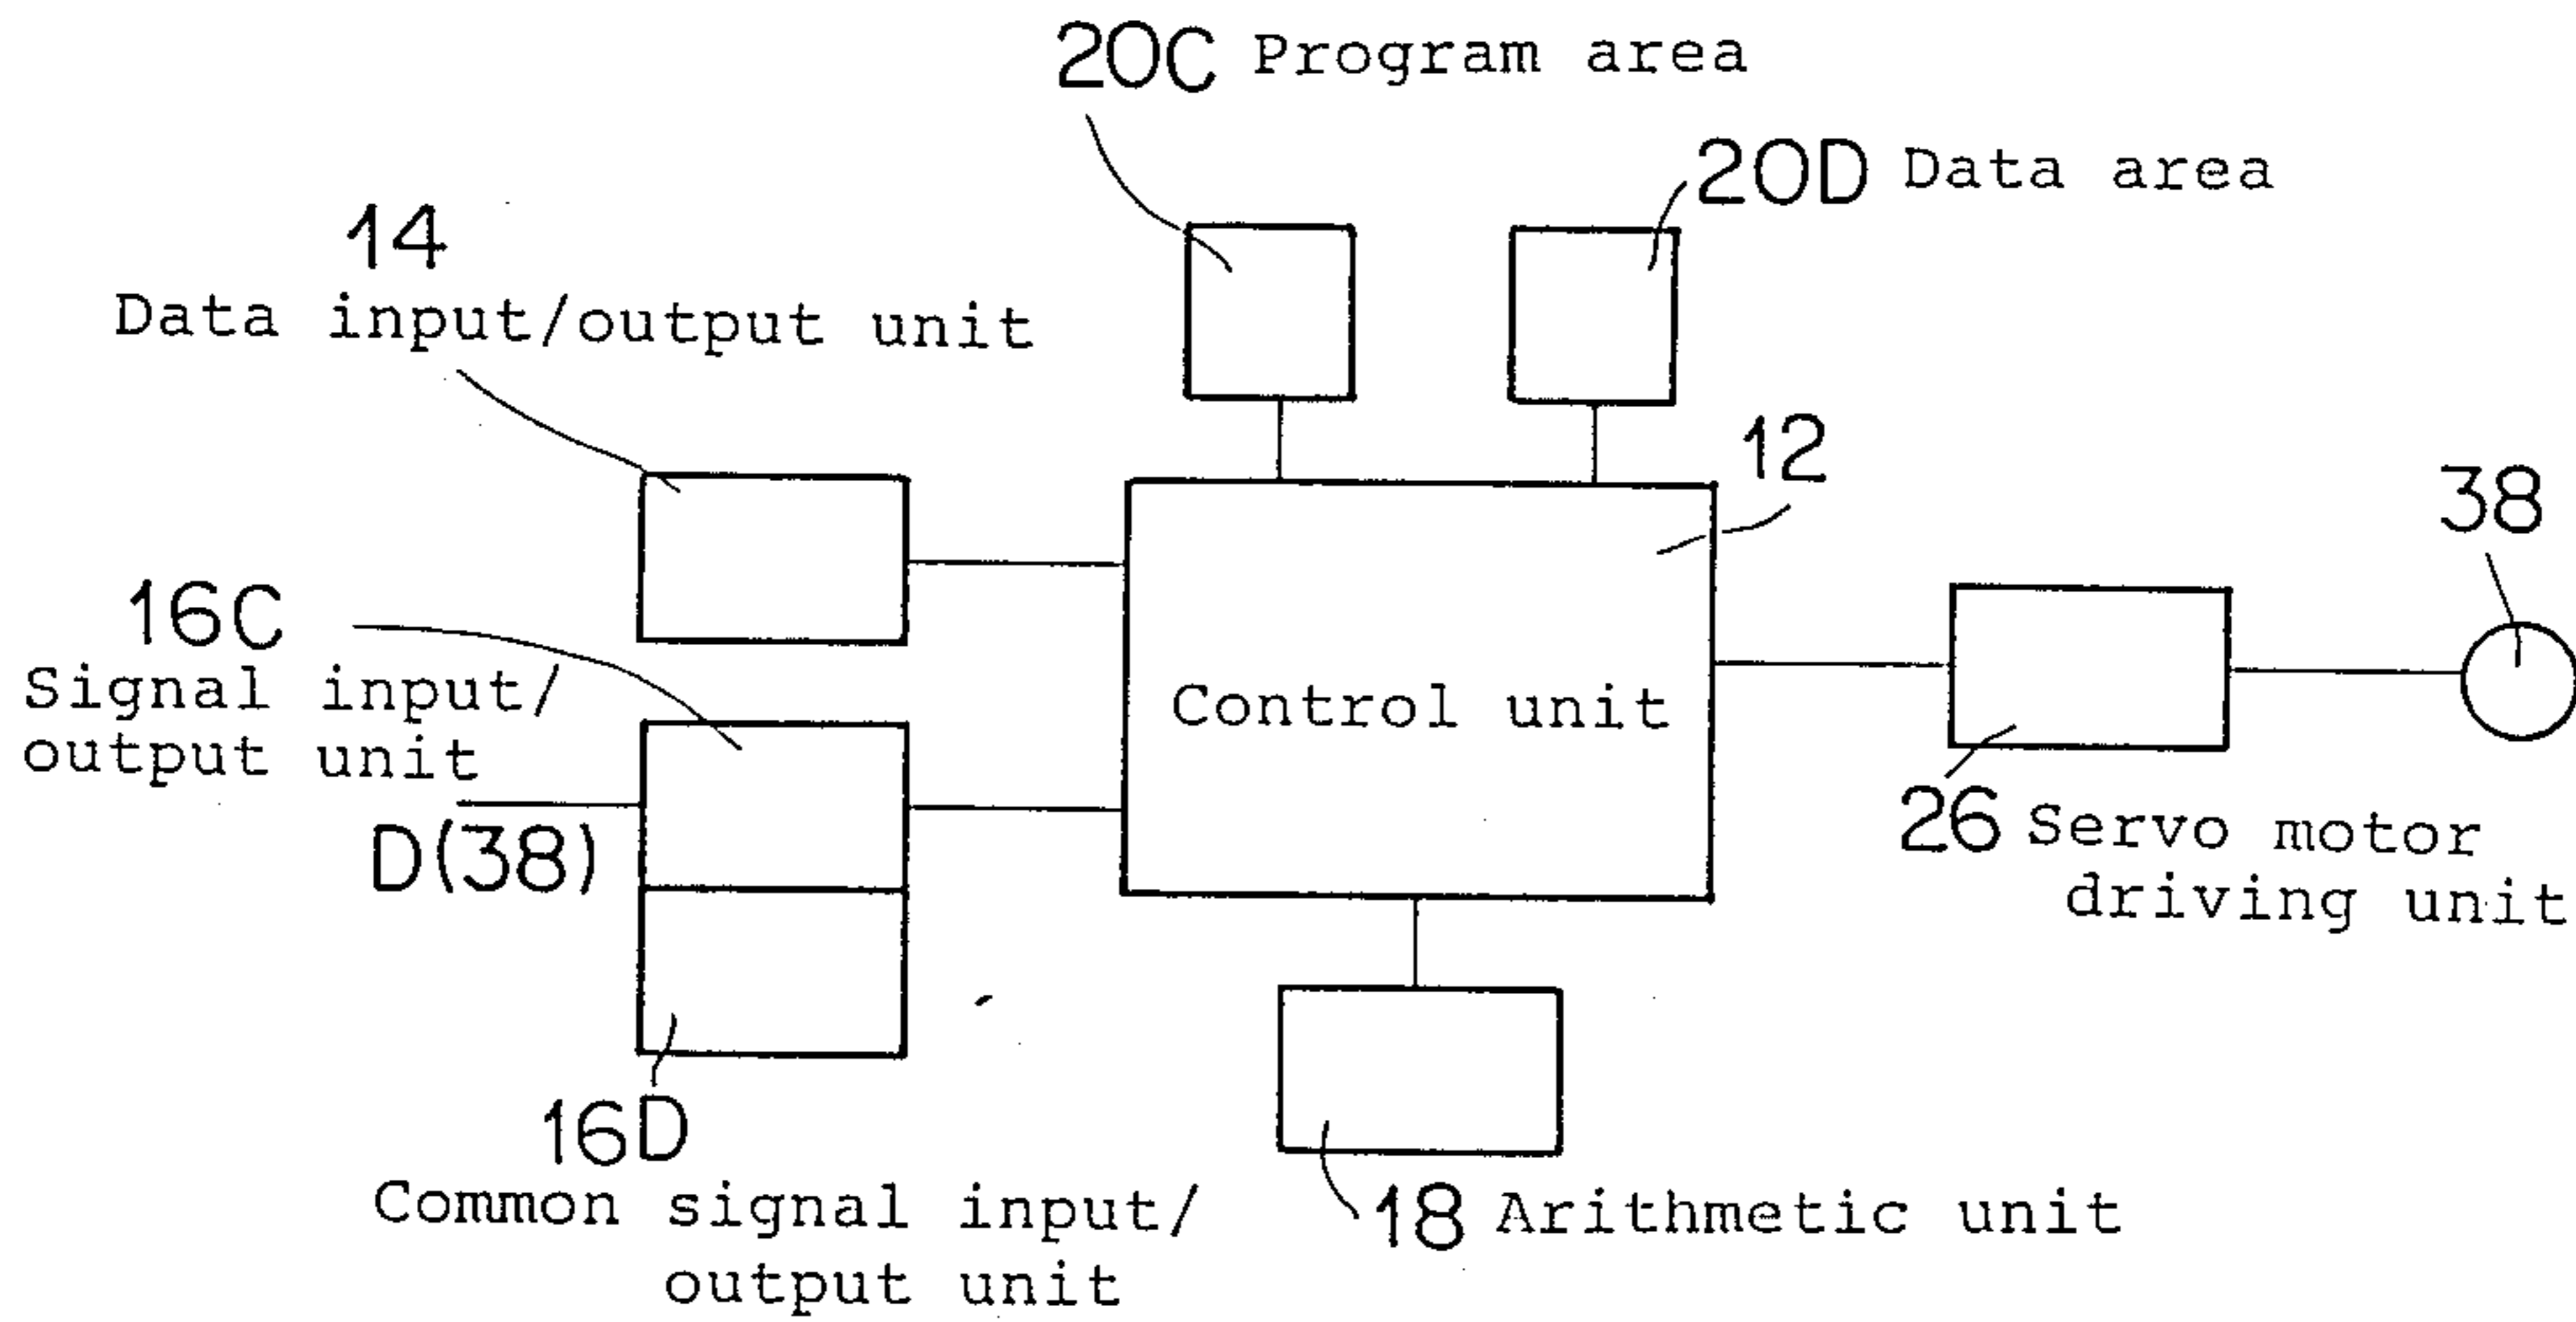 20C Program area
20D Data area
14
Data input/output unit
12
38
16C
Signal input/
output unit
Control unit
D(38)
26 Servo motor
driving unit
16D
Common signal input/
output unit
18 Arithmetic unit